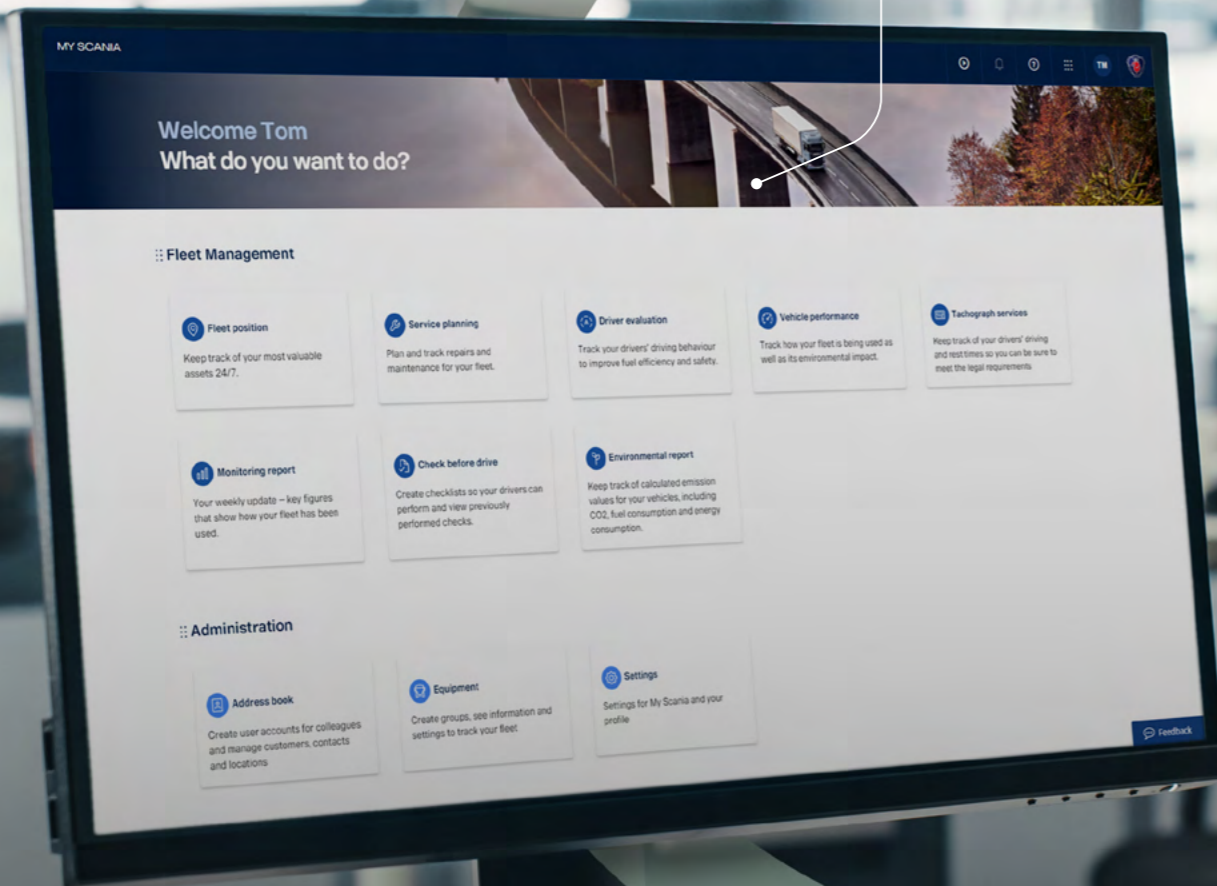 MY SCANIA
TM
Welcome Tom
What do you want to do?
Fleet Management
Fleet position
Keep track of your most valuable
assets 24/7.
Service planning
Plan and track repairs and
maintenance for your fleet.
Driver evaluation
Track your drivers' driving behaviour
to improve fuel efficiency and safety.
Vehicle performance
Track how your fleet is being used as
well as its environmental impact.
Tachograph services
Keep track of your drivers' driving
and rest times so you can be sure to
meet the legal requirements
Monitoring report
Your weekly update – key figures
that show how your fleet has been
used.
Check before drive
Create checklists so your drivers can
perform and view previously
performed checks.
Environmental report
Keep track of calculated emission
values for your vehicles, including
CO2, fuel consumption and energy
consumption.
Administration
Address book
Create user accounts for colleagues
and manage customers, contacts
and locations
Equipment
Create groups, see information and
settings to track your fleet
Settings
Settings for My Scania and your
profile
Feedback